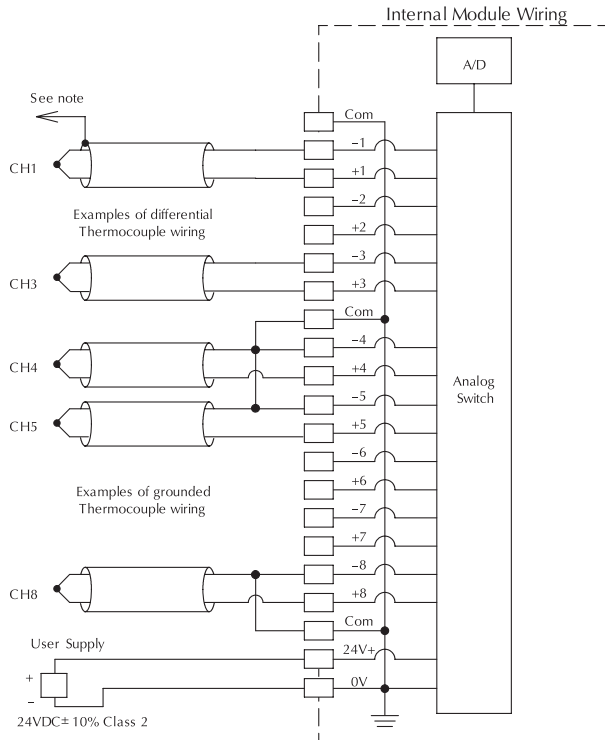 Internal Module Wiring
A/D
See note
Com
–1
CH1
+1
–2
Examples of differential
Thermocouple wiring
+2
–3
CH3
+3
Com
–4
CH4
+4
Analog
Switch
–5
CH5
+5
–6
Examples of grounded
Thermocouple wiring
+6
–7
+7
–8
CH8
+8
Com
User Supply
24V+
+
0V
–
24VDC± 10% Class 2